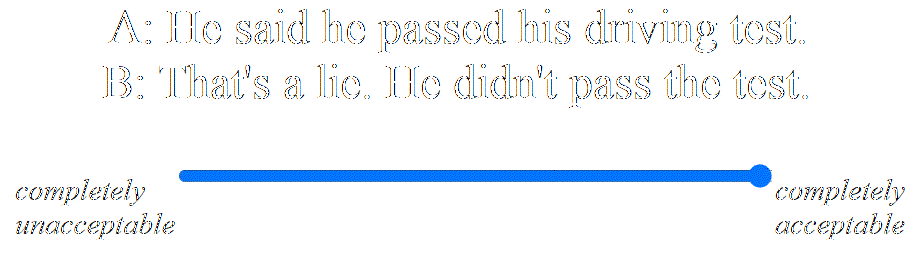 A: He said he passed his driving test.
B: That's a lie. He didn't pass the test.
completely unacceptable
completely acceptable